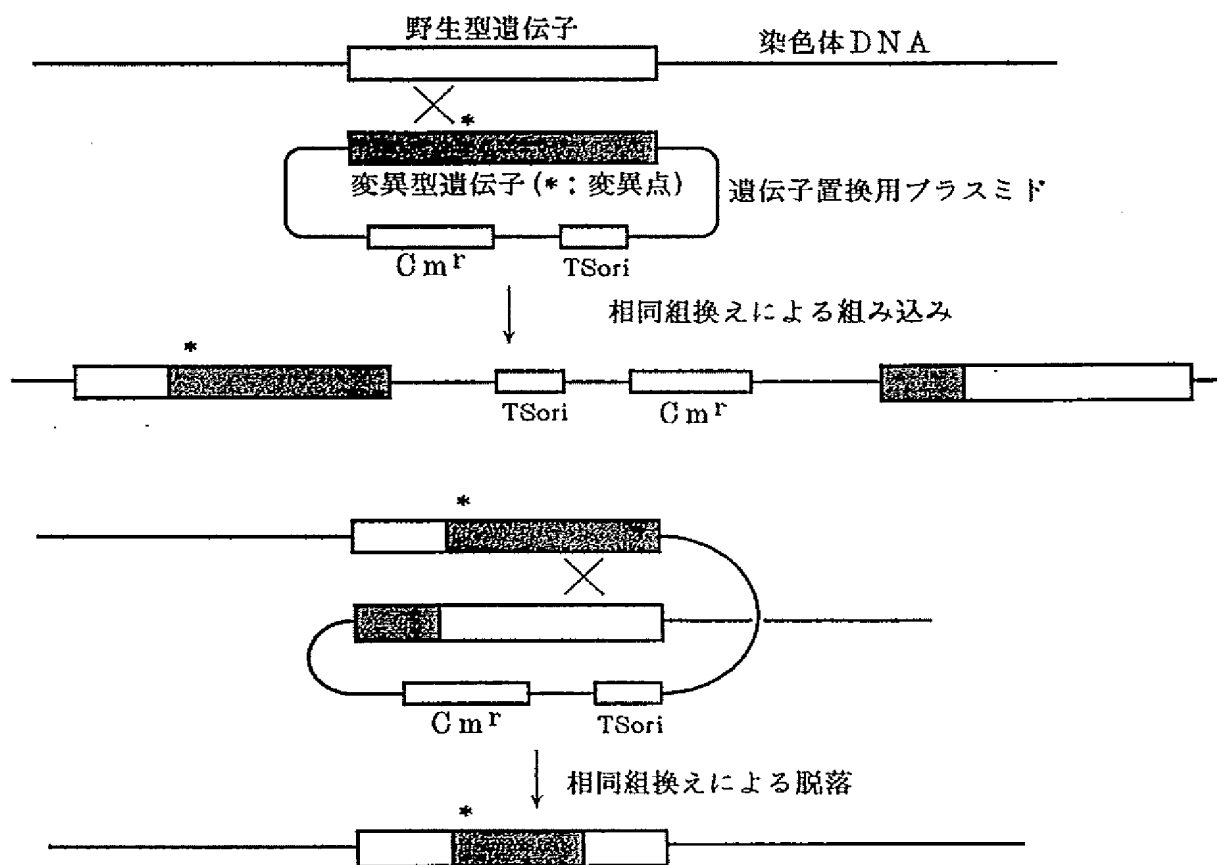 野生型遺伝子
染色体DNA
*
変異型遺伝子(*:変異点)
遺伝子置換用プラスミド
Cmr
TSori
相同組換えによる組み込み
*
TSori
Cmr
*
Cmr
TSori
相同組換えによる脱落
*